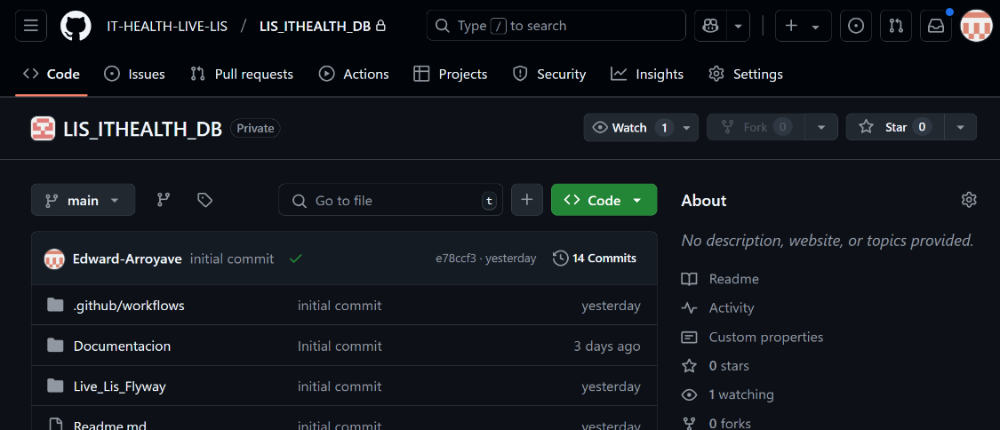 IT-HEALTH-LIVE-LIS / LIS_ITHEALTH_DB Type / to search
Code Issues Pull requests Actions Projects Security Insights Settings
LIS_ITHEALTH_DB Private Watch 1 Fork 0 Star 0
main Go to file t + Code
About
No description, website, or topics provided.
Edward-Arroyave initial commit e78ccf3 · yesterday 14 Commits
Readme
.github/workflows initial commit yesterday
Activity
Custom properties
Documentacion Initial commit 3 days ago
0 stars
Live_Lis_Flyway initial commit yesterday
1 watching
Readme.md initial commit yesterday
0 forks